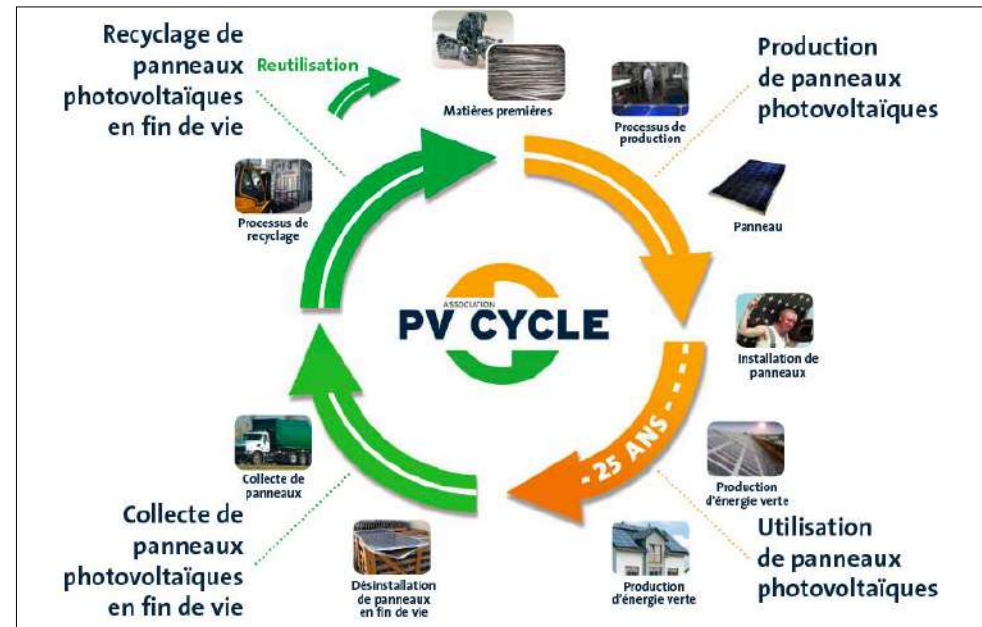 Recyclage de
panneaux
photovoltaïques
en fin de vie
Reutilisation
Matières premières
Processus de
production
Production
de panneaux
photovoltaïques
Panneau
Processus de
recyclage
ASSOCIATION
PV CYCLE
Installation de
panneaux
- 25 ANS -
Production
d'énergie verte
Utilisation
de panneaux
photovoltaïques
Production
d'énergie verte
Désinstallation
de panneaux
en fin de vie
Collecte de
panneaux
Collecte de
panneaux
photovoltaïques
en fin de vie